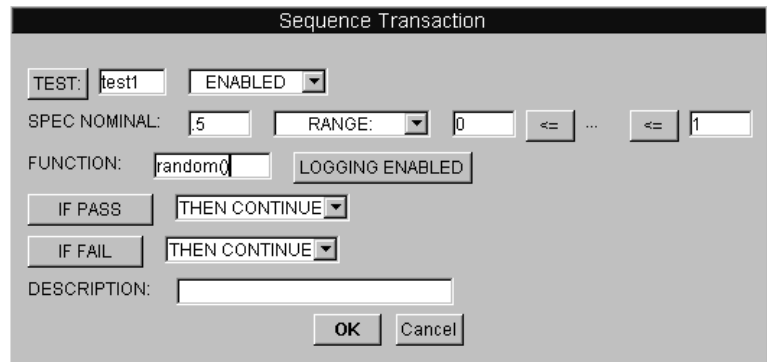 Sequence Transaction
TEST: test1 ENABLED
SPEC NOMINAL: .5 RANGE: 0 <= ... <= 1
FUNCTION: random() LOGGING ENABLED
IF PASS THEN CONTINUE
IF FAIL THEN CONTINUE
DESCRIPTION:
OK Cancel